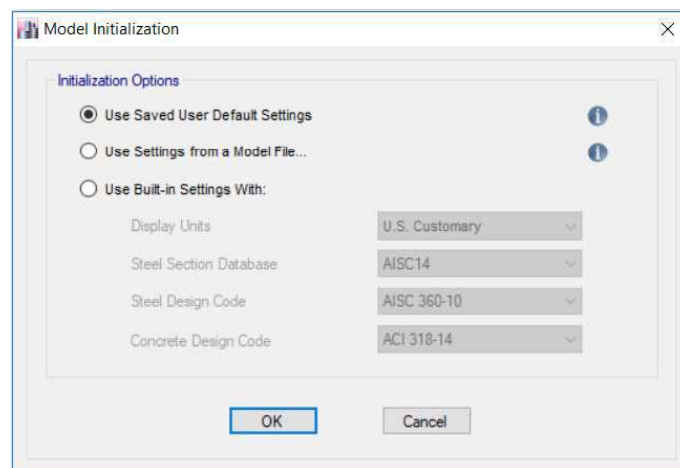 Model Initialization
Initialization Options
Use Saved User Default Settings
Use Settings from a Model File...
Use Built-in Settings With:
Display Units U.S. Customary
Steel Section Database AISC14
Steel Design Code AISC 360-10
Concrete Design Code ACI 318-14
OK Cancel